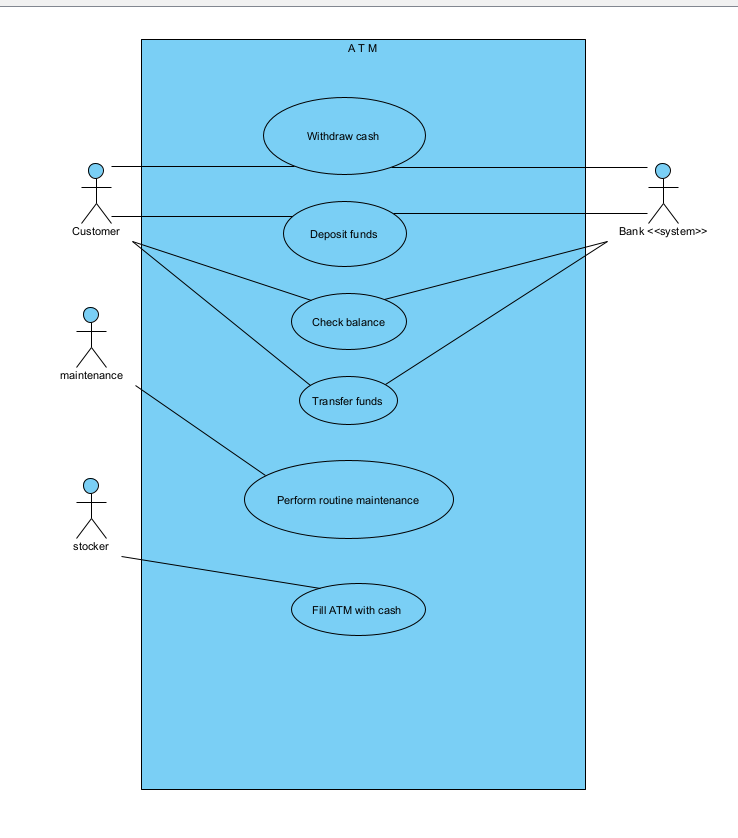 A T M
Withdraw cash
Customer
Bank <<system>>
Deposit funds
Check balance
maintenance
Transfer funds
Perform routine maintenance
stocker
Fill ATM with cash